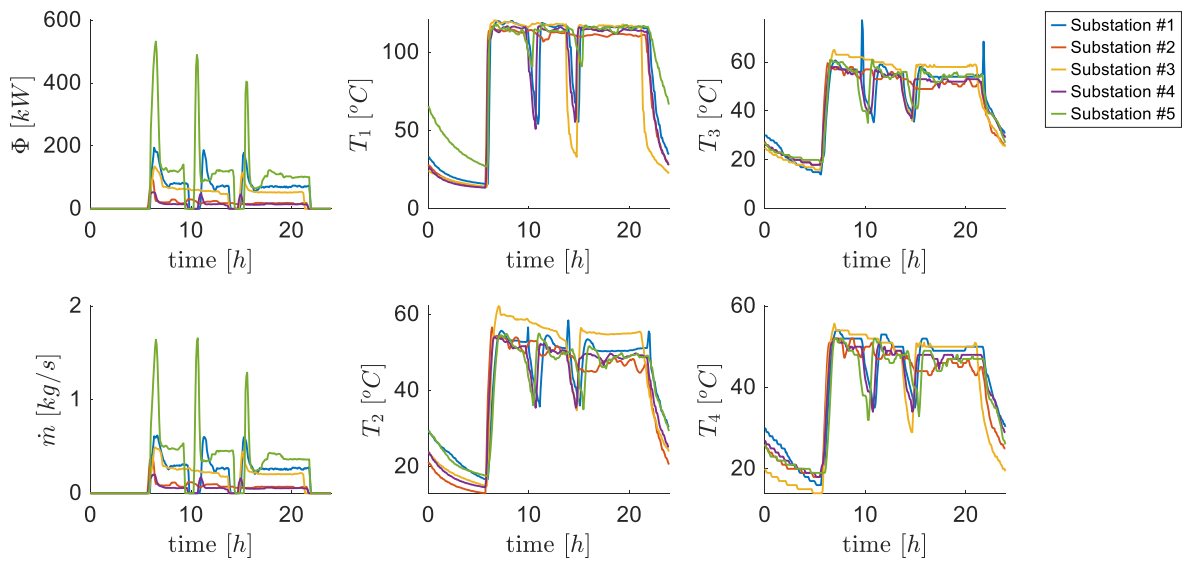 600
400
200
0
Φ [kW]
0 10 20
time [h]
100
50
0
T1 [°C]
0 10 20
time [h]
60
40
20
0
T3 [°C]
0 10 20
time [h]
Substation #1
Substation #2
Substation #3
Substation #4
Substation #5
2
1
0
ṁ [kg/s]
0 10 20
time [h]
60
40
20
T2 [°C]
0 10 20
time [h]
60
40
20
T4 [°C]
0 10 20
time [h]